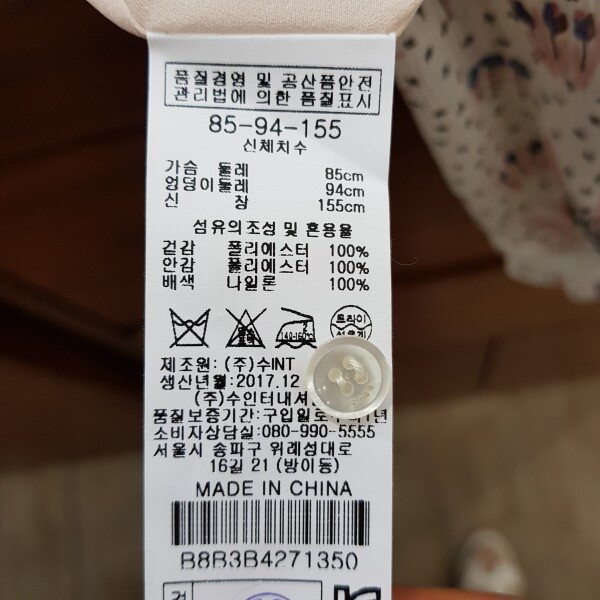 품질경영 및 공산품안전
관리법에 의한 품질표시
85-94-155
신체치수
가슴 둘레 85cm
엉덩이둘레 94cm
신 장 155cm
섬유의조성 및 혼용율
겉감 폴리에스터 100%
안감 폴리에스터 100%
배색 나일론 100%
140-160℃
드라이
제조원: (주)수INT
생산년월:2017.12
(주)수인터내셔
품질보증기간:구입일로 1년
소비자상담실:080-990-5555
서울시 송파구 위례성대로
16길 21 (방이동)
MADE IN CHINA
B8B3B4271350